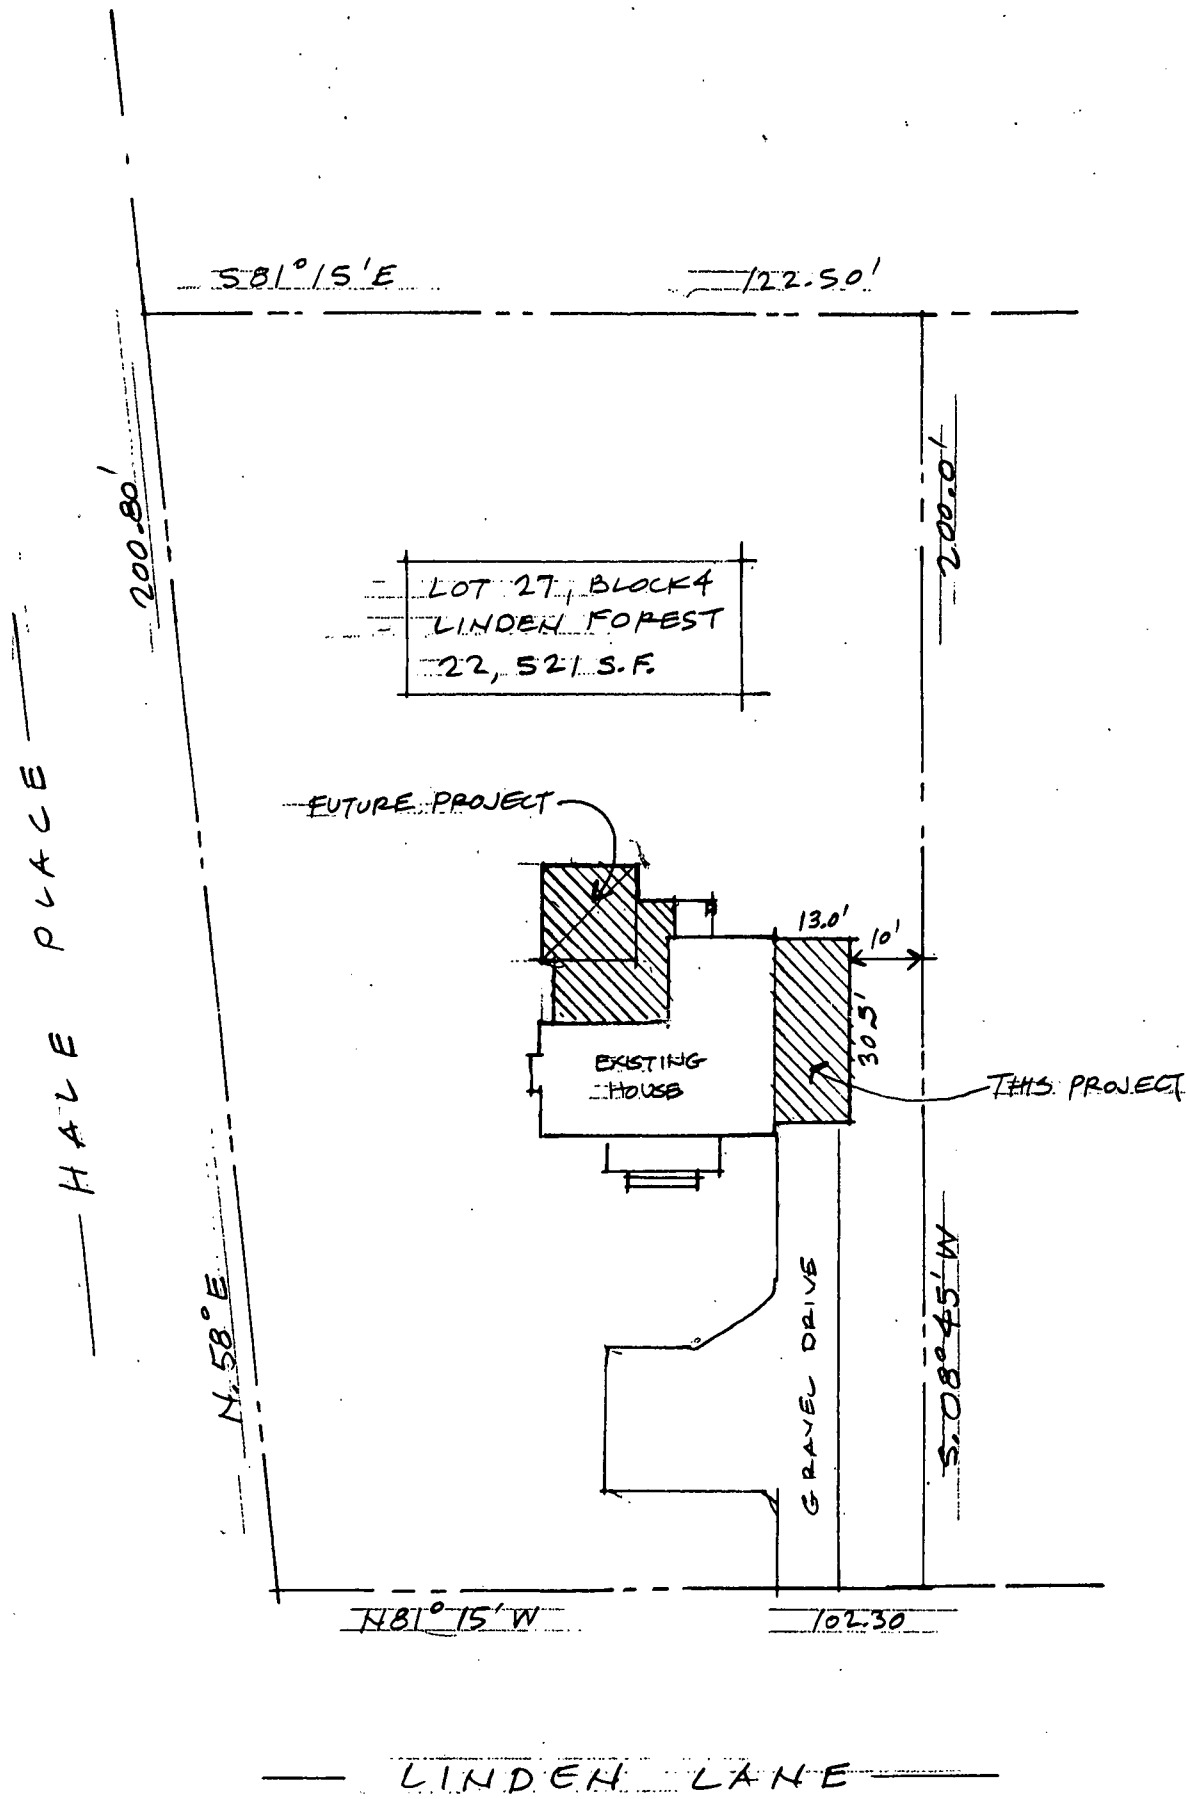 S81°15'E
122.50'
200.80'
200.0'
LOT 27, BLOCK 4
LINDEN FOREST
22,521 S.F.
HALE PLACE
FUTURE PROJECT
13.0'
10'
30.5'
EXISTING
HOUSE
THIS PROJECT
N.58°E
GRAVEL DRIVE
S.08°45'W
N81°15'W
102.30
LINDEN LANE